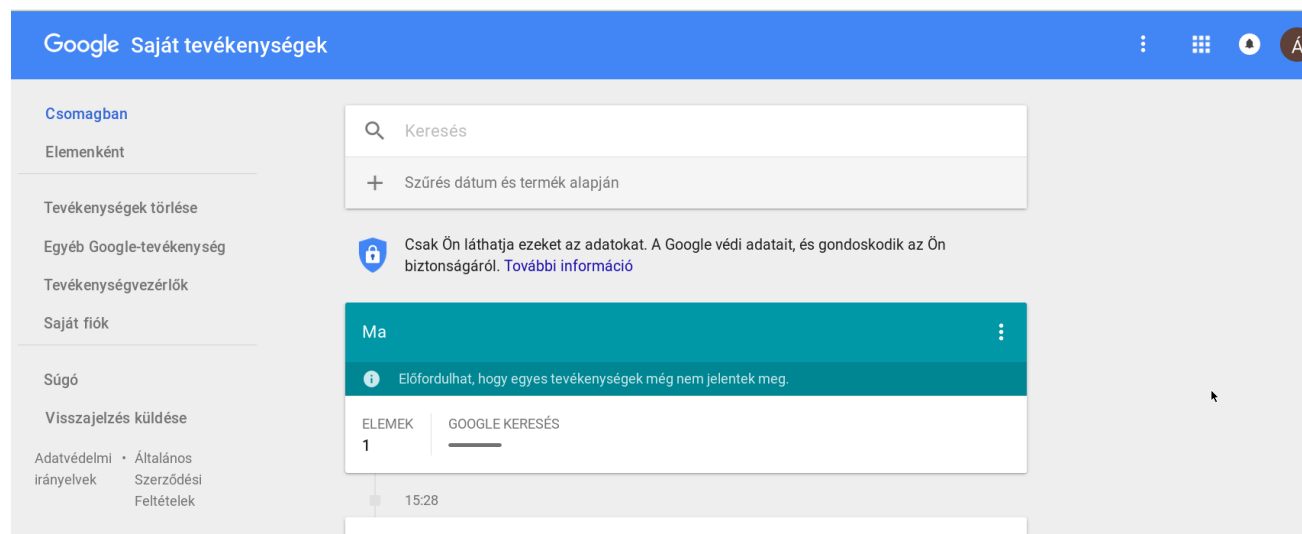 Google Saját tevékenységek
Á
Csomagban
Elemenként
Tevékenységek törlése
Egyéb Google-tevékenység
Tevékenységvezérlők
Saját fiók
Súgó
Visszajelzés küldése
Adatvédelmi • Általános
irányelvek Szerződési
Feltételek
Keresés
Szűrés dátum és termék alapján
Csak Ön láthatja ezeket az adatokat. A Google védi adatait, és gondoskodik az Ön
biztonságáról. További információ
Ma
Előfordulhat, hogy egyes tevékenységek még nem jelentek meg.
ELEMEK GOOGLE KERESÉS
1
15:28